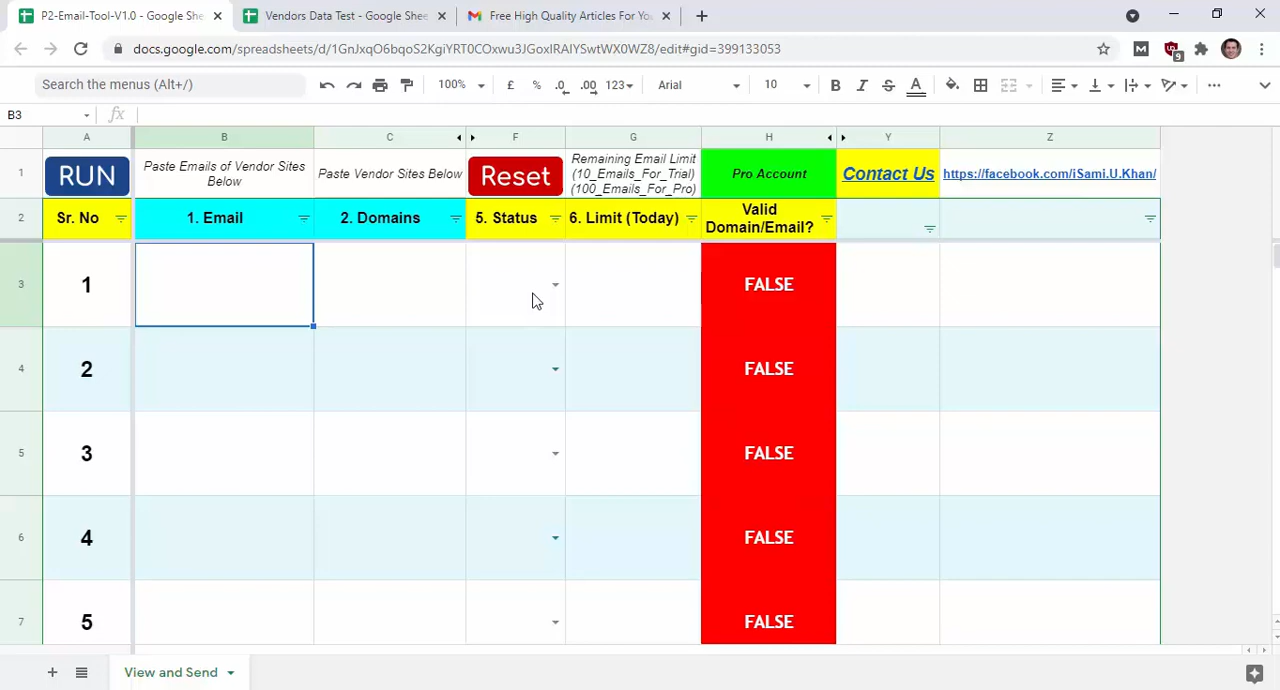 P2-Email-Tool-V1.0 - Google She
Vendors Data Test - Google Shee
Free High Quality Articles For Yo
docs.google.com/spreadsheets/d/1GnJxqO6bqoS2KgiYRT0COxwu3JGoxIRAIYSwtWX0WZ8/edit#gid=399133053
9
Search the menus (Alt+/)
100%
£
%
.0
.00
123
Arial
10
B
I
S
A
B3
fx
A
B
C
F
G
H
Y
Z
1
RUN
Paste Emails of Vendor Sites
Below
Paste Vendor Sites Below
Reset
Remaining Email Limit
(10_Emails_For_Trial)
(100_Emails_For_Pro)
Pro Account
Contact Us
https://facebook.com/iSami.U.Khan/
2
Sr. No
1. Email
2. Domains
5. Status
6. Limit (Today)
Valid
Domain/Email?
3
1
FALSE
4
2
FALSE
5
3
FALSE
6
4
FALSE
7
5
FALSE
View and Send